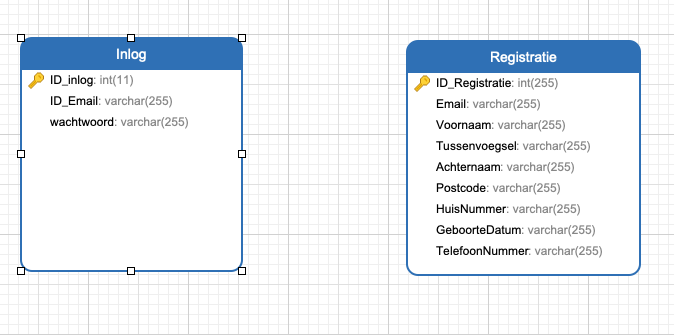 Inlog
ID_inlog: int(11)
ID_Email: varchar(255)
wachtwoord: varchar(255)
Registratie
ID_Registratie: int(255)
Email: varchar(255)
Voornaam: varchar(255)
Tussenvoegsel: varchar(255)
Achternaam: varchar(255)
Postcode: varchar(255)
HuisNummer: varchar(255)
GeboorteDatum: varchar(255)
TelefoonNummer: varchar(255)